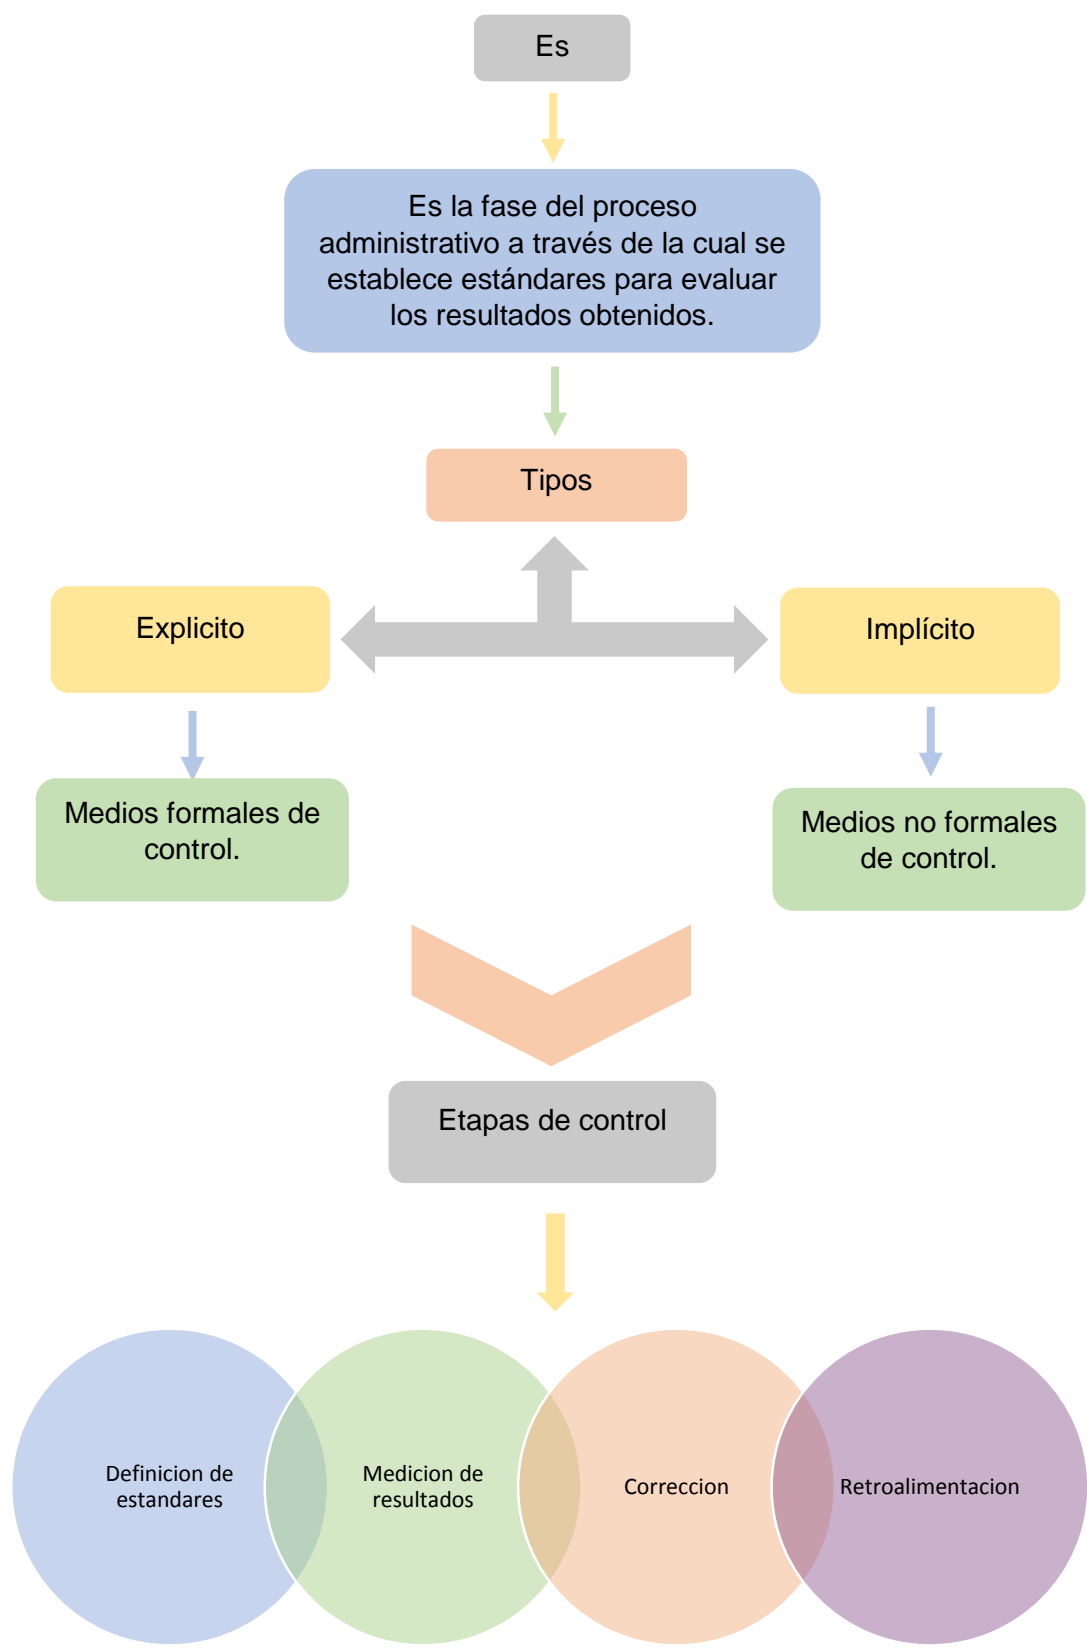 Es
Es la fase del proceso
administrativo a través de la cual se
establece estándares para evaluar
los resultados obtenidos.
Tipos
Explicito
Implícito
Medios formales de
control.
Medios no formales
de control.
Etapas de control
Definicion de
estandares
Medicion de
resultados
Correccion
Retroalimentacion